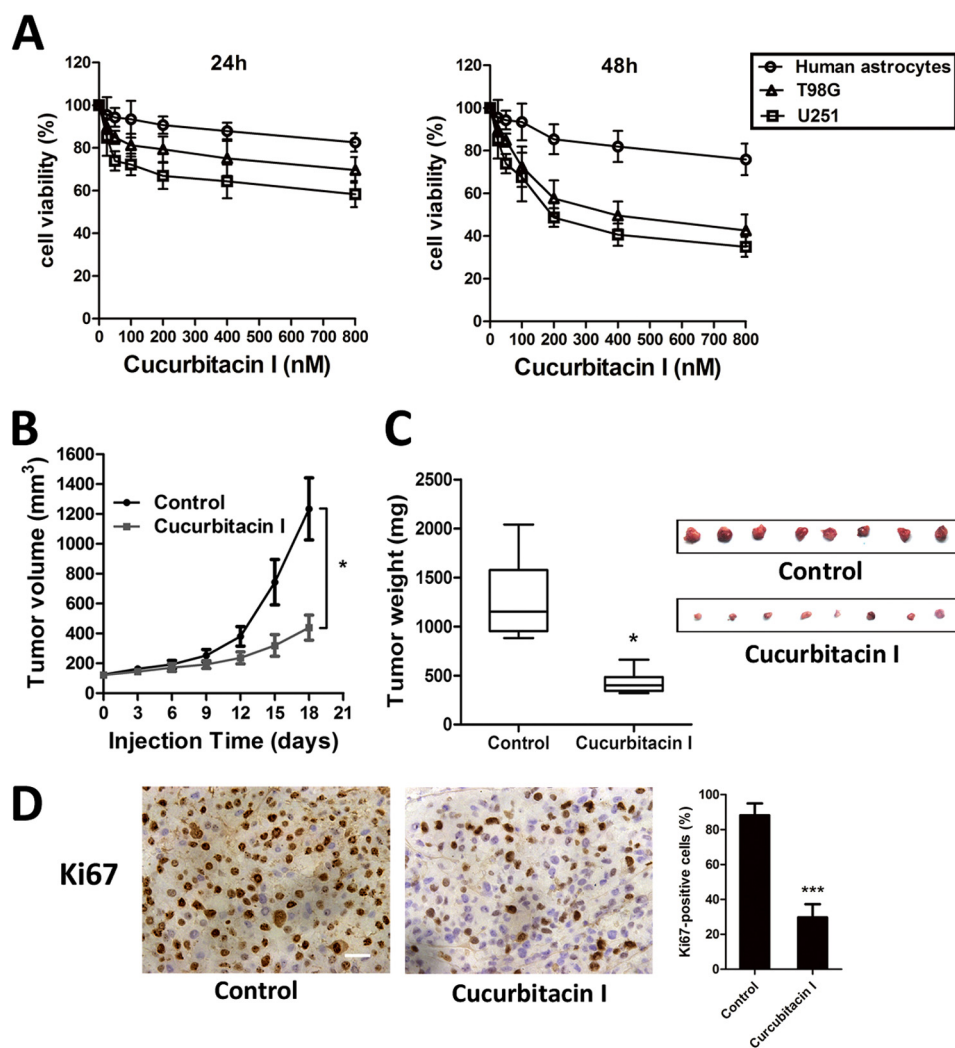 A
24h
120
100
80
60
40
20
0
cell viability (%)
0 100 200 300 400 500 600 700 800
Cucurbitacin I (nM)
48h
120
100
80
60
40
20
0
cell viability (%)
0 100 200 300 400 500 600 700 800
Cucurbitacin I (nM)
Human astrocytes
T98G
U251
B
1600
1400
1200
1000
800
600
400
200
0
Tumor volume (mm³)
Control
Cucurbitacin I
*
0 3 6 9 12 15 18 21
Injection Time (days)
C
2500
2000
1500
1000
500
0
Tumor weight (mg)
*
Control Cucurbitacin I
Control
Cucurbitacin I
D
Ki67
Control
Cucurbitacin I
100
80
60
40
20
0
Ki67-positive cells (%)
***
Control
Curcubitacin I